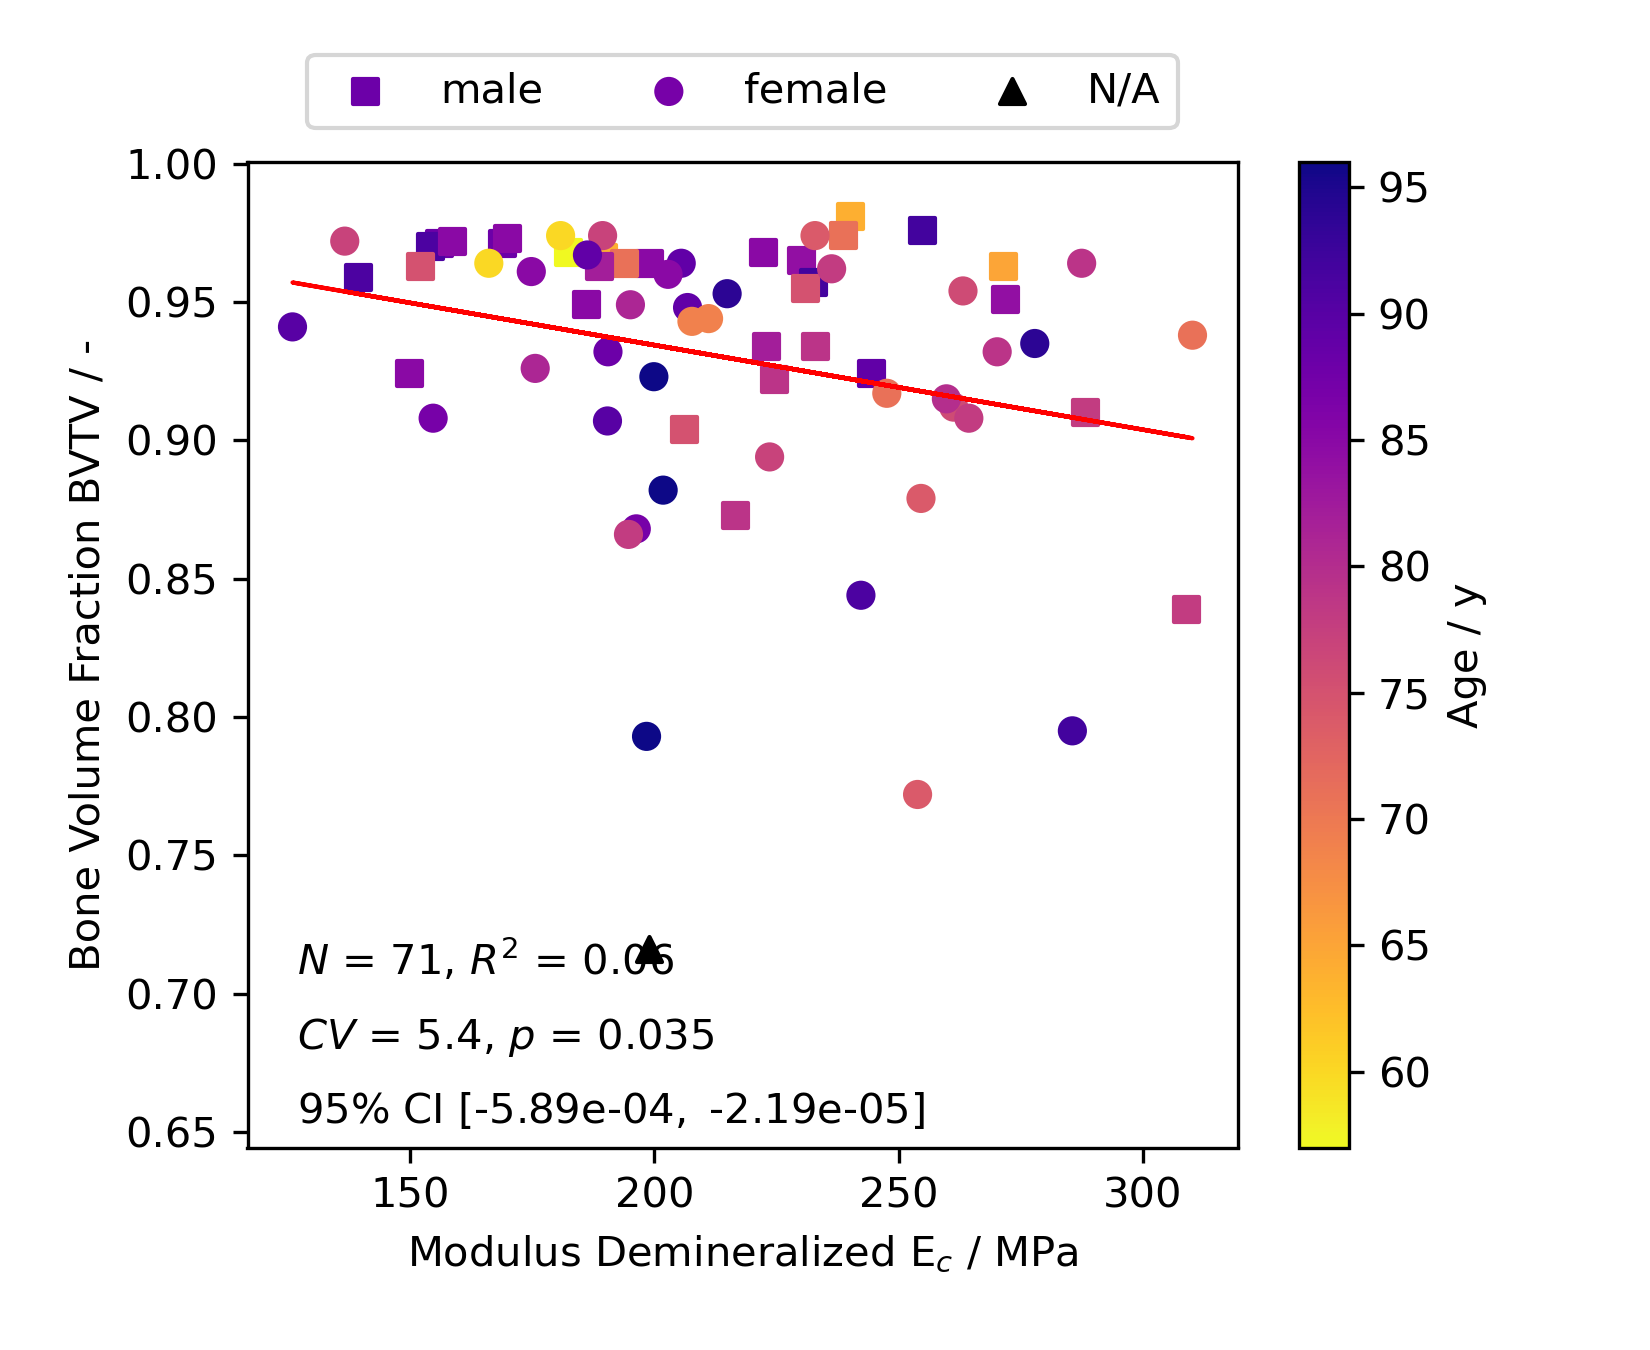 male female N/A
1.00
0.95
0.90
0.85
0.80
0.75
0.70
0.65
Bone Volume Fraction BVTV / -
N = 71, R² = 0.06
CV = 5.4, p = 0.035
95% CI [-5.89e-04, -2.19e-05]
150 200 250 300
Modulus Demineralized E_c / MPa
95
90
85
80
75
70
65
60
Age / y